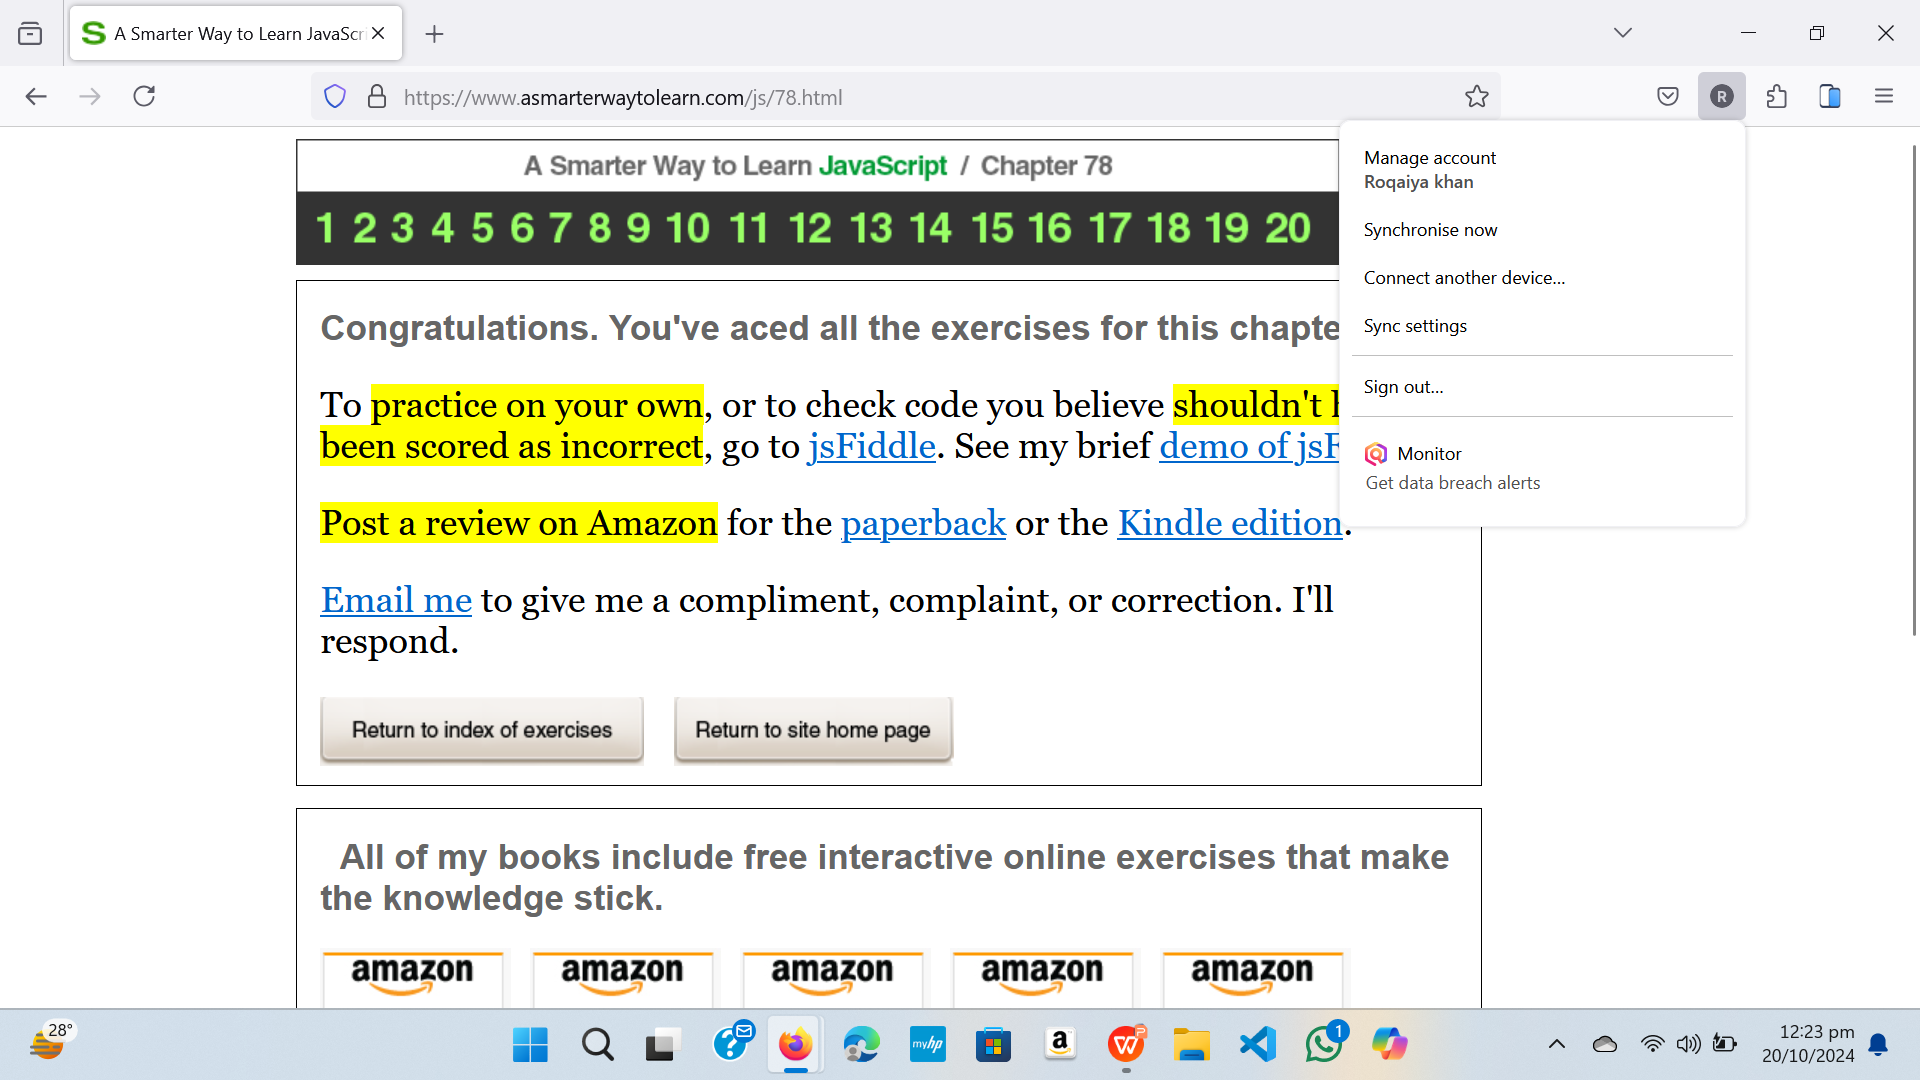 A Smarter Way to Learn JavaScri
https://www.asmarterwaytolearn.com/js/78.html
R
A Smarter Way to Learn JavaScript / Chapter 78
1 2 3 4 5 6 7 8 9 10 11 12 13 14 15 16 17 18 19 20
Manage account
Roqaiya khan
Synchronise now
Connect another device...
Sync settings
Sign out...
Monitor
Get data breach alerts
Congratulations. You've aced all the exercises for this chapte
To practice on your own, or to check code you believe shouldn't
been scored as incorrect, go to jsFiddle. See my brief demo of jsF
Post a review on Amazon for the paperback or the Kindle edition.
Email me to give me a compliment, complaint, or correction. I'll
respond.
Return to index of exercises
Return to site home page
All of my books include free interactive online exercises that make
the knowledge stick.
amazon amazon amazon amazon amazon
28°
myhp
a
1
12:23 pm
20/10/2024